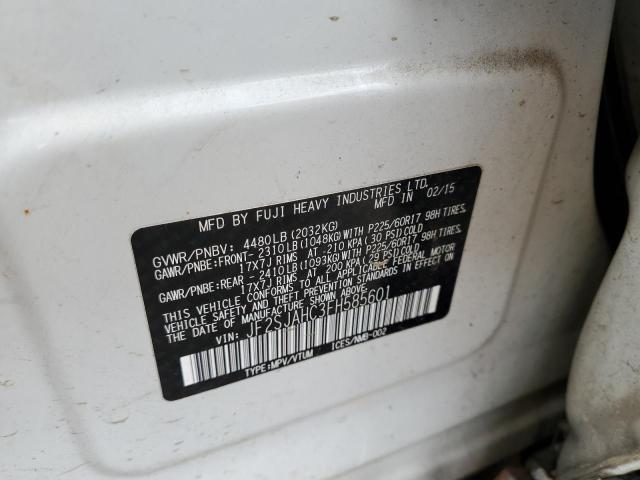 MFD BY FUJI HEAVY INDUSTRIES LTD.
MFD IN 02/15
GVWR/PNBV: 4480LB (2032KG)
GAWR/PNBE:FRONT- 2310LB(1048KG)WITH P225/60R17 98H TIRES,
17X7J RIMS AT 210 KPA( 30 PSI)COLD
GAWR/PNBE:REAR - 2410LB(1093KG)WITH P225/60R17 98H TIRES,
17X7J RIMS AT 200 KPA( 29 PSI)COLD
THIS VEHICLE CONFORMS TO ALL APPLICABLE FEDERAL MOTOR
VEHICLE SAFETY AND BUMPER STANDARDS IN EFFECT ON
THE DATE OF MANUFACTURE SHOWN ABOVE.
VIN: JF2SJAHC3FH585601
TYPE:MPV/VTUM ICES/NMB-002